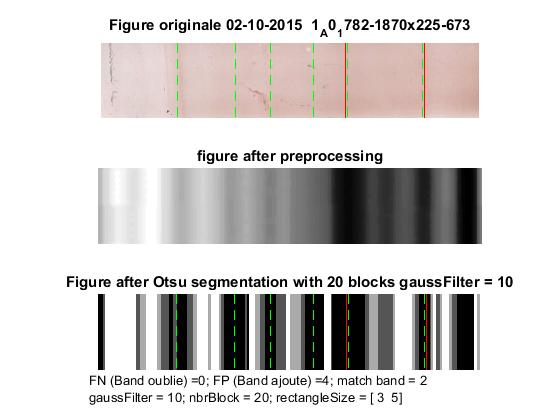 Figure originale 02-10-2015 1A01782-1870x225-673
figure after preprocessing
Figure after Otsu segmentation with 20 blocks gaussFilter = 10
FN (Band oublie) =0; FP (Band ajoute) =4; match band = 2
gaussFilter = 10; nbrBlock = 20; rectangleSize = [ 3 5]